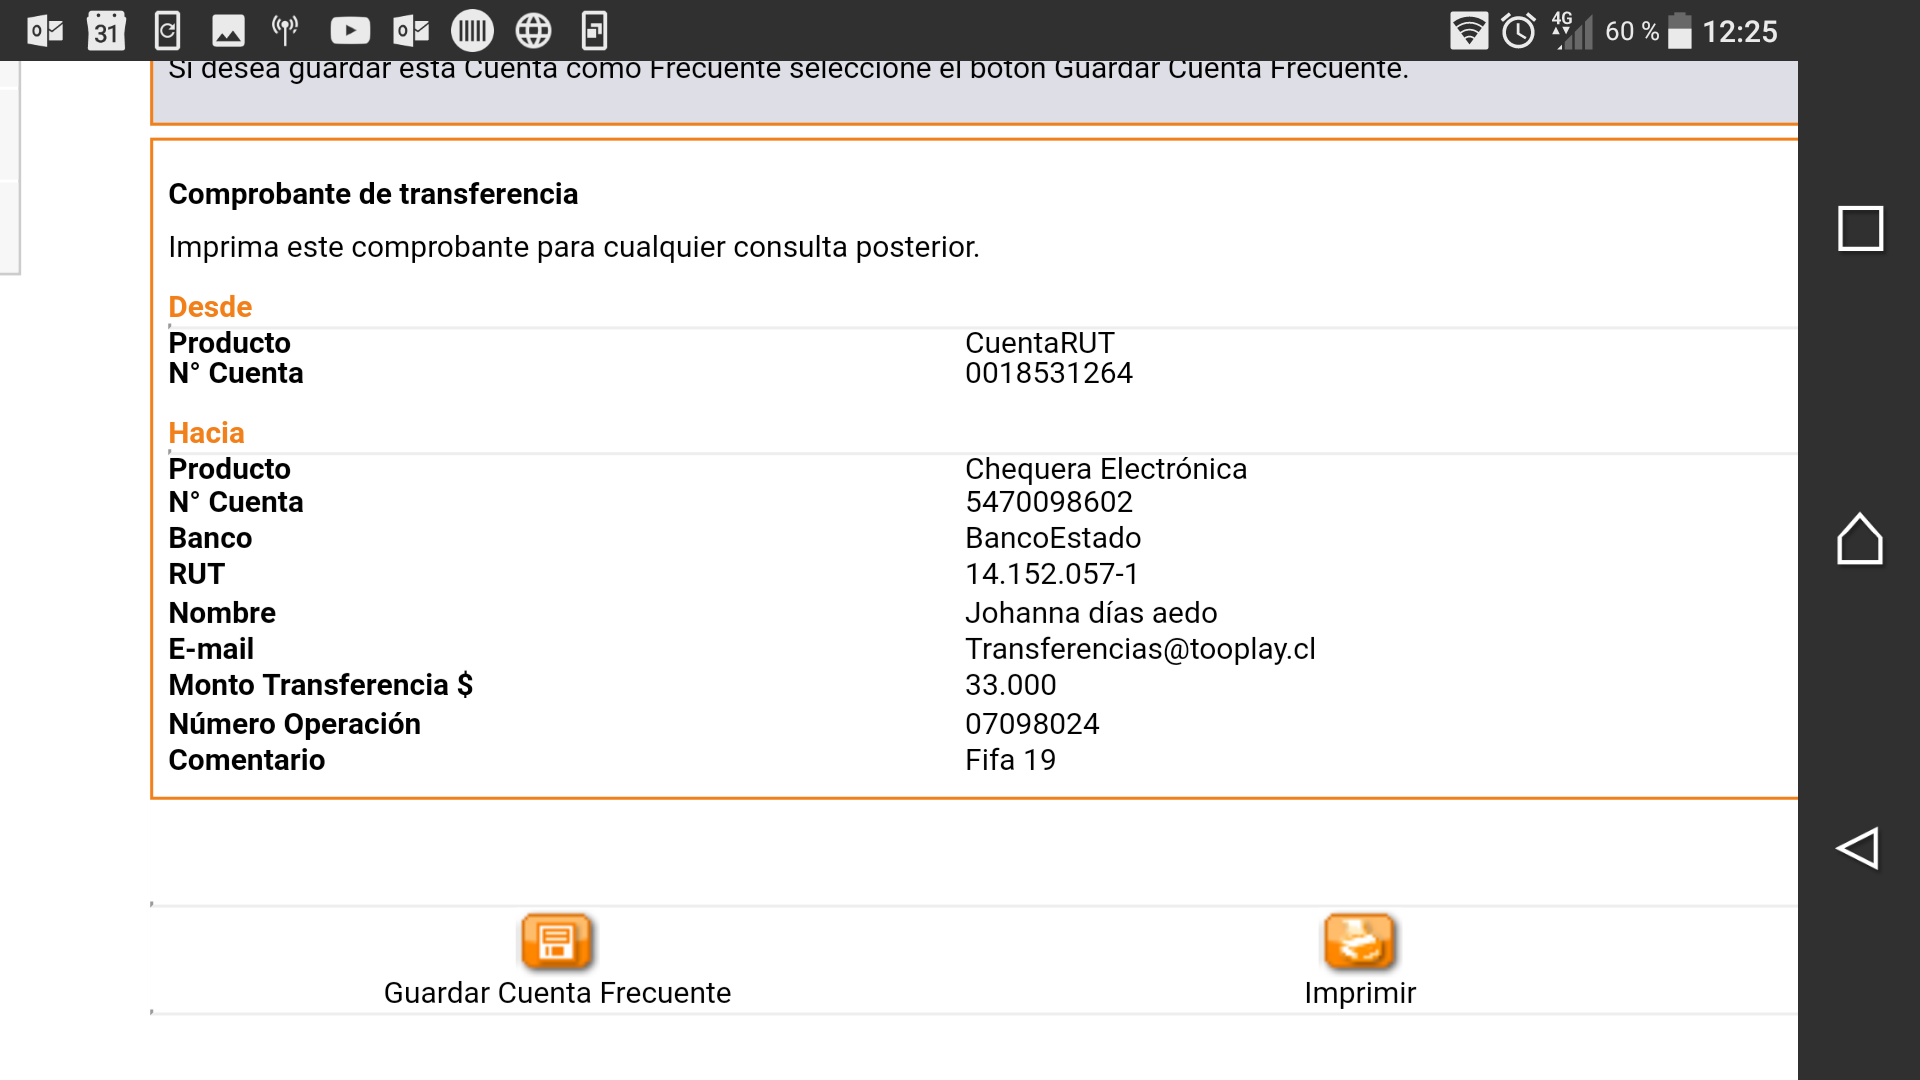 31
4G
60 % 12:25
Si desea guardar esta Cuenta como Frecuente seleccione el botón Guardar Cuenta Frecuente.
Comprobante de transferencia
Imprima este comprobante para cualquier consulta posterior.
Desde
Producto CuentaRUT
N° Cuenta 0018531264
Hacia
Producto Chequera Electrónica
N° Cuenta 5470098602
Banco BancoEstado
RUT 14.152.057-1
Nombre Johanna días aedo
E-mail Transferencias@tooplay.cl
Monto Transferencia $ 33.000
Número Operación 07098024
Comentario Fifa 19
Guardar Cuenta Frecuente Imprimir